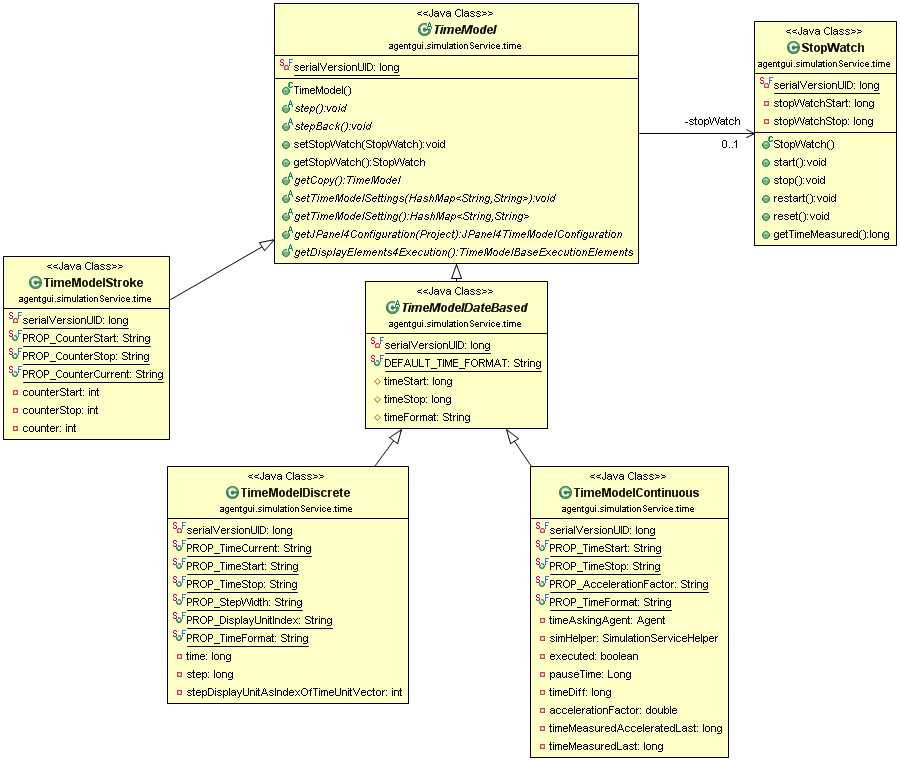 <<Java Class>>
TimeModel
agentgui.simulationService.time
serialVersionUID: long
TimeModel()
step():void
stepBack():void
setStopWatch(StopWatch):void
getStopWatch():StopWatch
getCopy():TimeModel
setTimeModelSettings(HashMap<String,String>):void
getTimeModelSetting():HashMap<String,String>
getJPanel4Configuration(Project):JPanel4TimeModelConfiguration
getDisplayElements4Execution():TimeModelBaseExecutionElements
-stopWatch
0..1
<<Java Class>>
StopWatch
agentgui.simulationService.time
serialVersionUID: long
stopWatchStart: long
stopWatchStop: long
StopWatch()
start():void
stop():void
restart():void
reset():void
getTimeMeasured():long
<<Java Class>>
TimeModelStroke
agentgui.simulationService.time
serialVersionUID: long
PROP_CounterStart: String
PROP_CounterStop: String
PROP_CounterCurrent: String
counterStart: int
counterStop: int
counter: int
<<Java Class>>
TimeModelDateBased
agentgui.simulationService.time
serialVersionUID: long
DEFAULT_TIME_FORMAT: String
timeStart: long
timeStop: long
timeFormat: String
<<Java Class>>
TimeModelDiscrete
agentgui.simulationService.time
serialVersionUID: long
PROP_TimeCurrent: String
PROP_TimeStart: String
PROP_TimeStop: String
PROP_StepWidth: String
PROP_DisplayUnitIndex: String
PROP_TimeFormat: String
time: long
step: long
stepDisplayUnitAsIndexOfTimeUnitVector: int
<<Java Class>>
TimeModelContinuous
agentgui.simulationService.time
serialVersionUID: long
PROP_TimeStart: String
PROP_TimeStop: String
PROP_AccelerationFactor: String
PROP_TimeFormat: String
timeAskingAgent: Agent
simHelper: SimulationServiceHelper
executed: boolean
pauseTime: Long
timeDiff: long
accelerationFactor: double
timeMeasuredAcceleratedLast: long
timeMeasuredLast: long